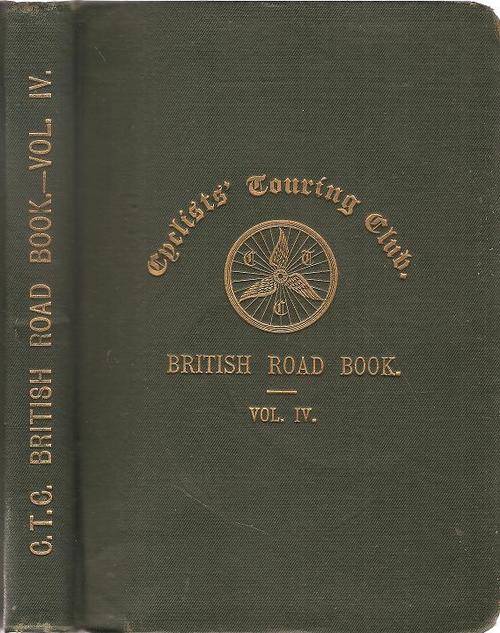 C.T.C. BRITISH ROAD BOOK.—VOL. IV.
Cyclists' Touring Club.
C T
C
BRITISH ROAD BOOK.
VOL. IV.